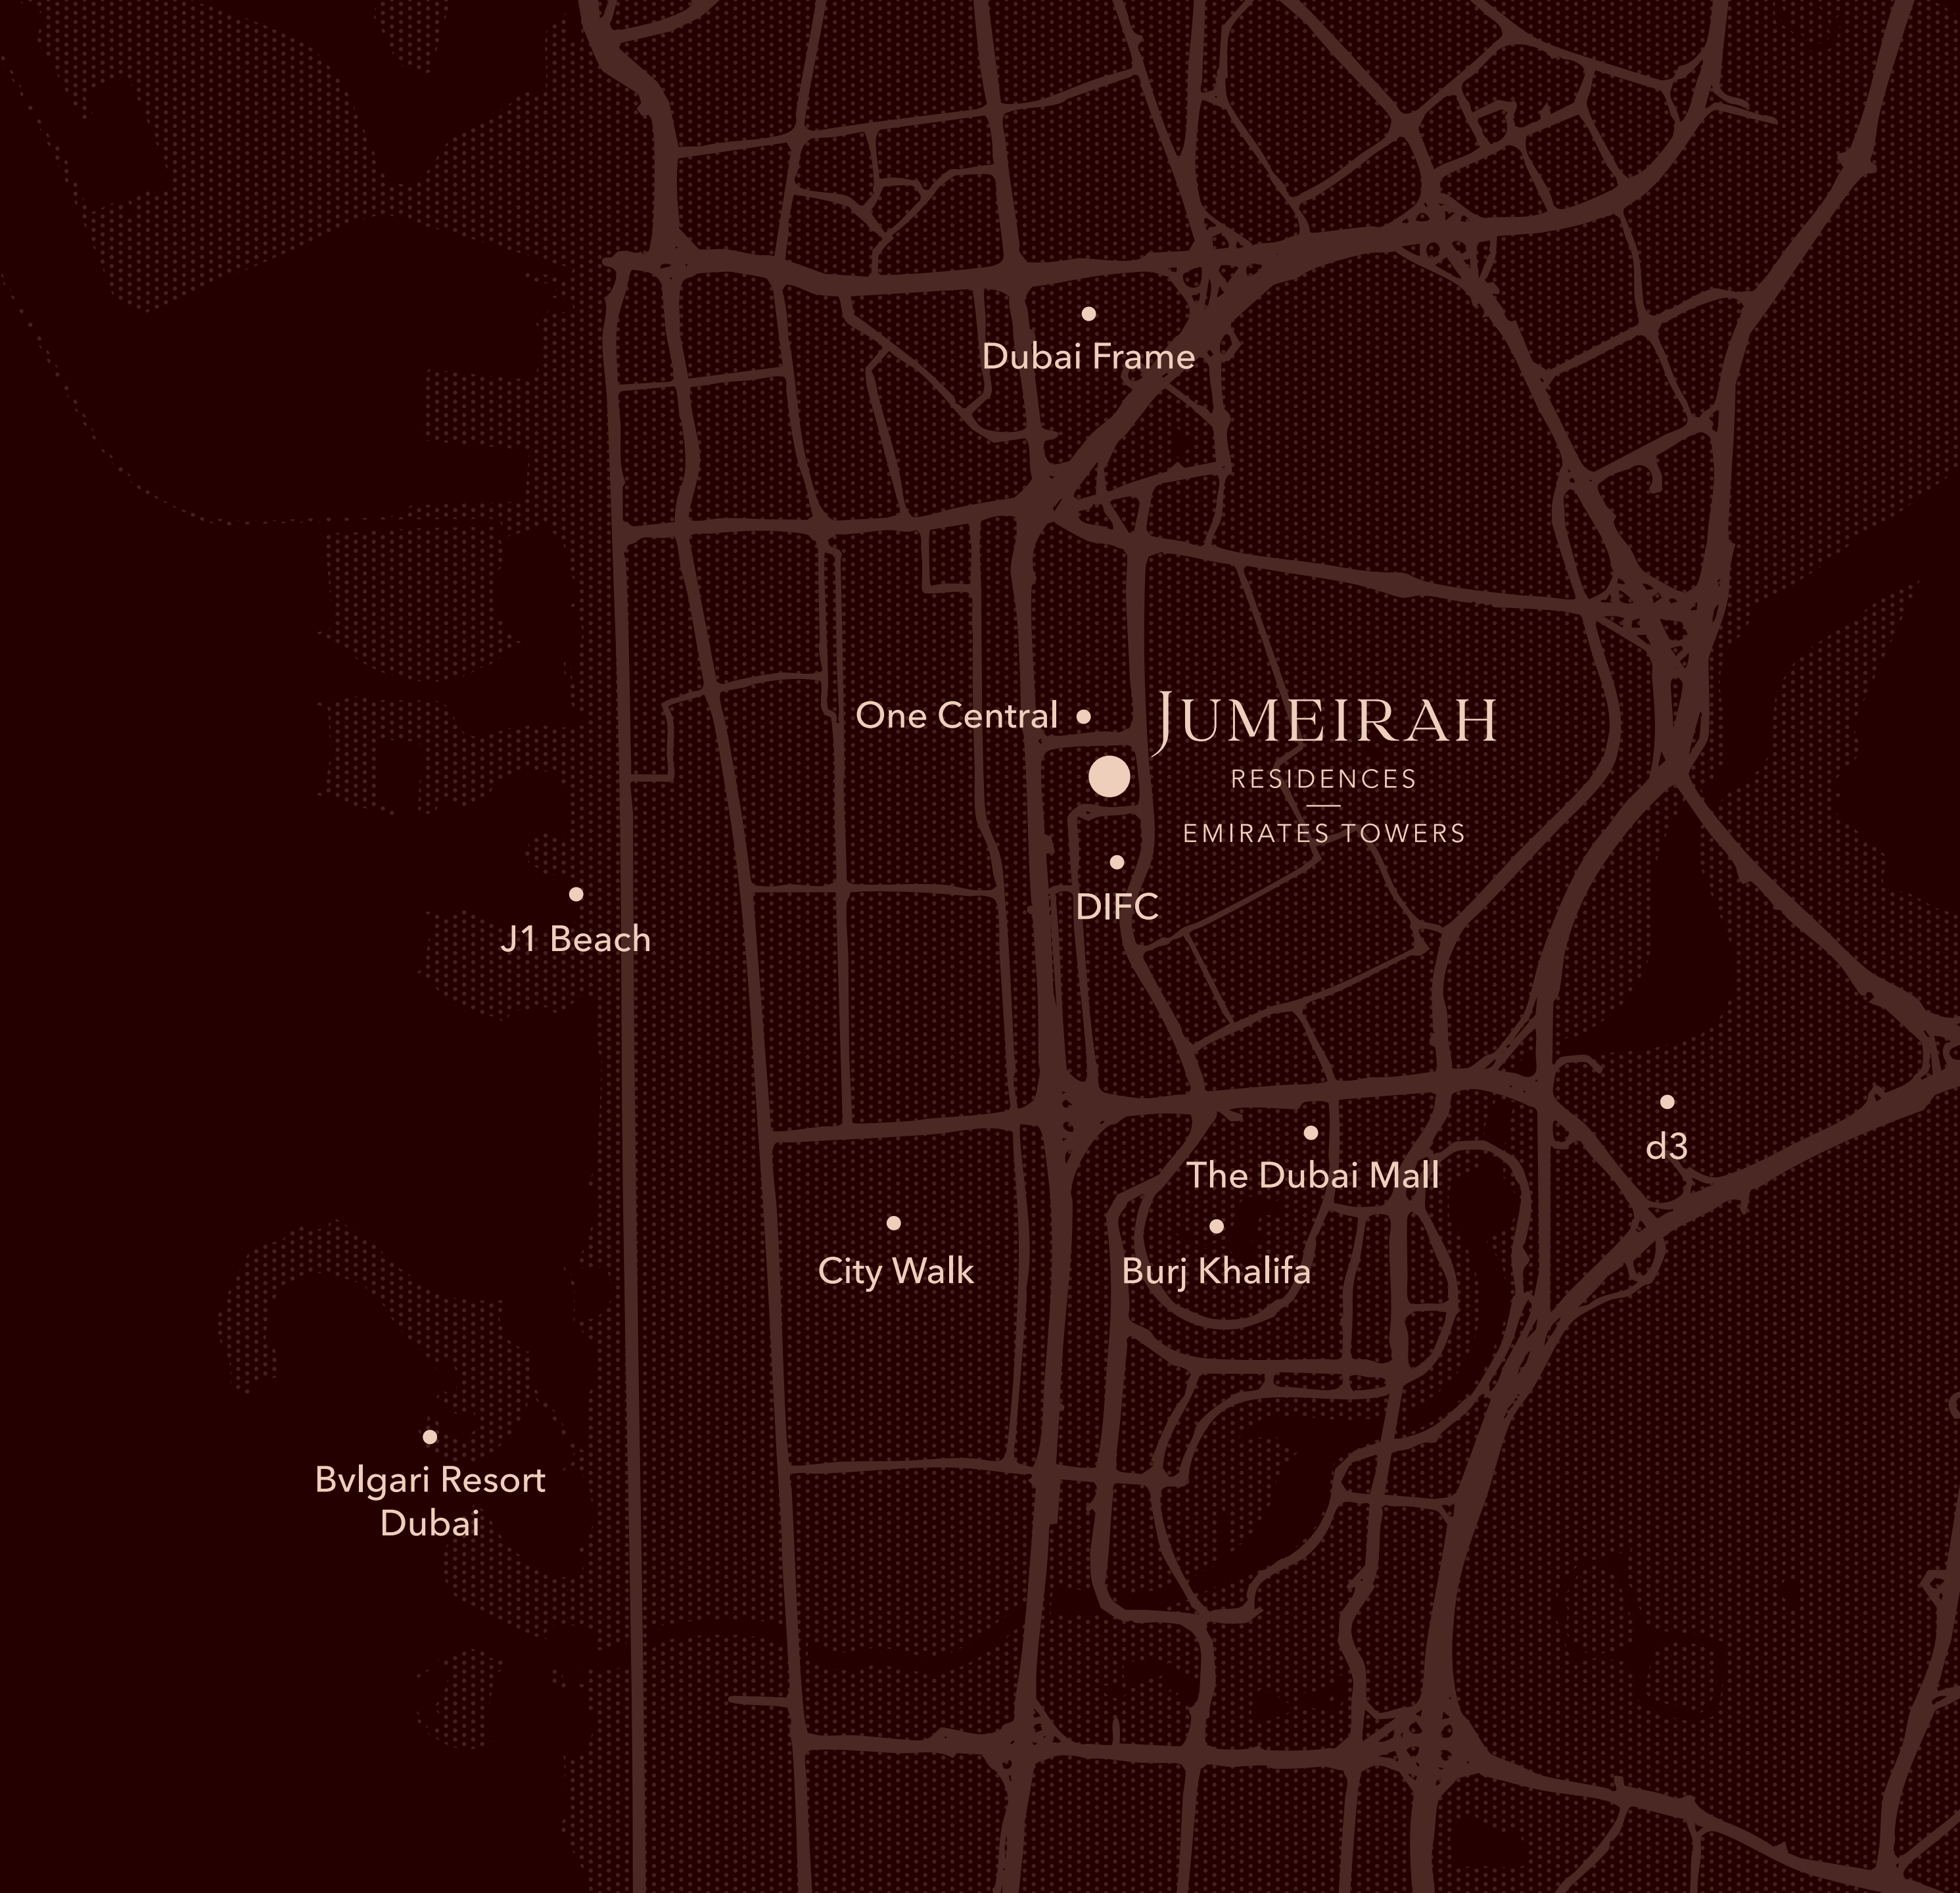 Dubai Frame
One Central
JUMEIRAH
RESIDENCES
EMIRATES TOWERS
DIFC
J1 Beach
d3
The Dubai Mall
City Walk
Burj Khalifa
Bvlgari Resort
Dubai